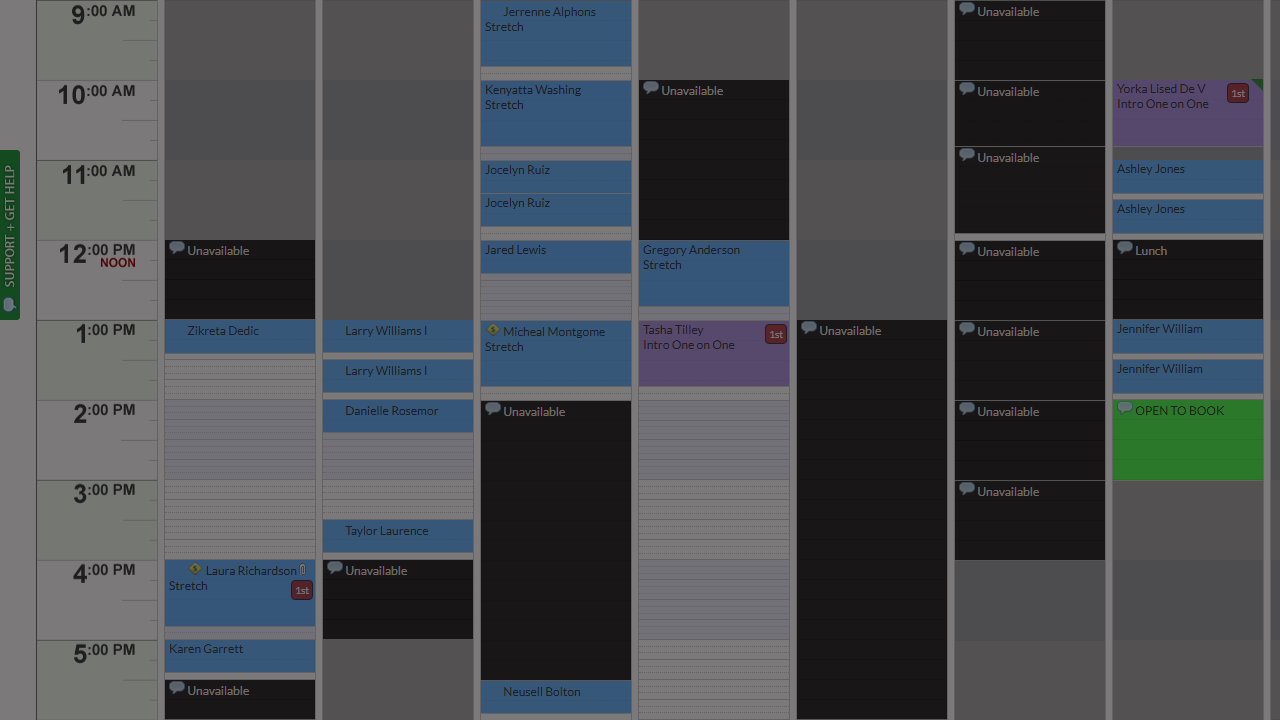 SUPPORT + GET HELP
9:00 AM
10:00 AM
11:00 AM
12:00 PM
NOON
1:00 PM
2:00 PM
3:00 PM
4:00 PM
5:00 PM
Unavailable
Zikreta Dedic
Laura Richardson
Stretch
1st
Karen Garrett
Unavailable
Larry Williams I
Larry Williams I
Danielle Rosemor
Taylor Laurence
Unavailable
Jerrenne Alphons
Stretch
Kenyatta Washing
Stretch
Jocelyn Ruiz
Jocelyn Ruiz
Jared Lewis
Micheal Montgome
Stretch
Unavailable
Neusell Bolton
Unavailable
Gregory Anderson
Stretch
Tasha Tilley
Intro One on One
1st
Unavailable
Unavailable
Unavailable
Unavailable
Unavailable
Unavailable
Unavailable
Unavailable
Yorka Lised De V
Intro One on One
1st
Ashley Jones
Ashley Jones
Lunch
Jennifer William
Jennifer William
OPEN TO BOOK